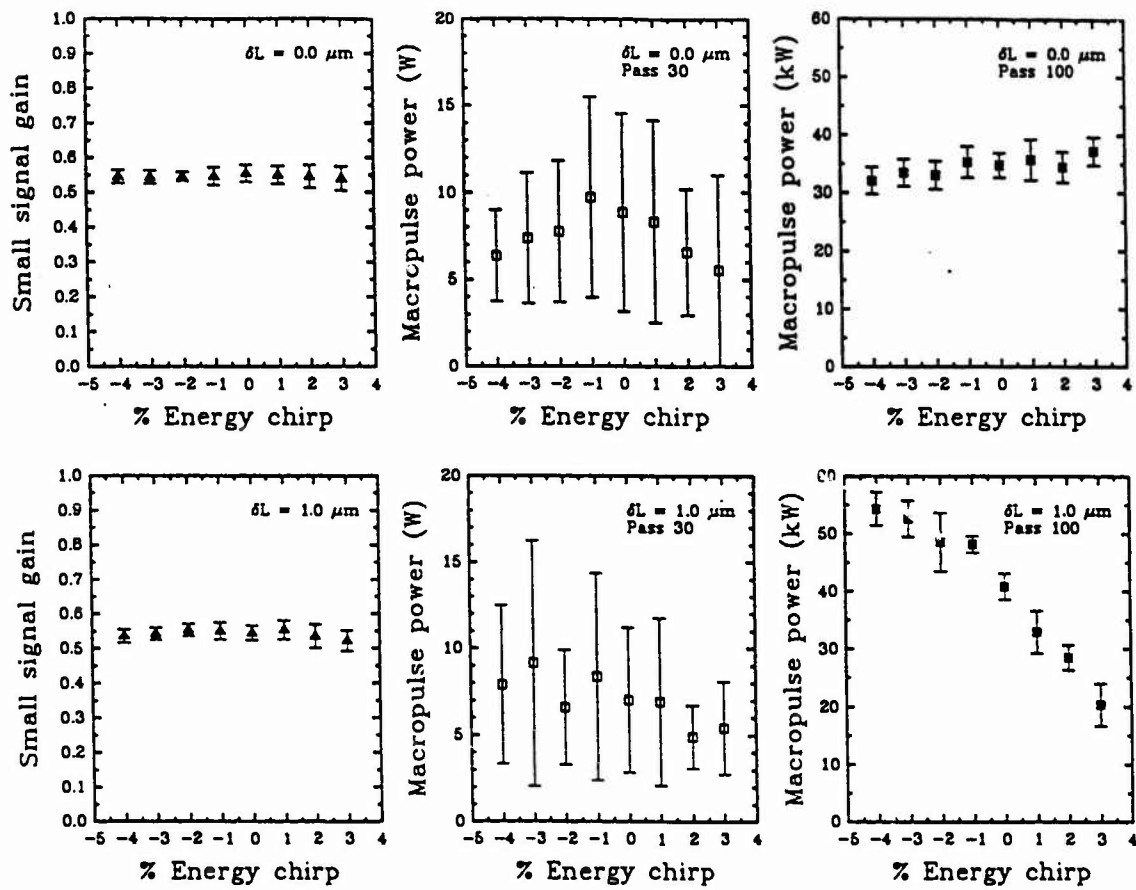 Small signal gain
1.0
0.9
0.8
0.7
0.6
0.5
0.4
0.3
0.2
0.1
0.0
δL = 0.0 μm
-5 -4 -3 -2 -1 0 1 2 3 4
% Energy chirp
Macropulse power (W)
20
15
10
5
0
δL = 0.0 μm
Pass 30
-5 -4 -3 -2 -1 0 1 2 3 4
% Energy chirp
Macropulse power (kW)
60
50
40
30
20
10
0
δL = 0.0 μm
Pass 100
-5 -4 -3 -2 -1 0 1 2 3 4
% Energy chirp
Small signal gain
1.0
0.9
0.8
0.7
0.6
0.5
0.4
0.3
0.2
0.1
0.0
δL = 1.0 μm
-5 -4 -3 -2 -1 0 1 2 3 4
% Energy chirp
Macropulse power (W)
20
15
10
5
0
δL = 1.0 μm
Pass 30
-5 -4 -3 -2 -1 0 1 2 3 4
% Energy chirp
Macropulse power (kW)
60
50
40
30
20
10
0
δL = 1.0 μm
Pass 100
-5 -4 -3 -2 -1 0 1 2 3 4
% Energy chirp